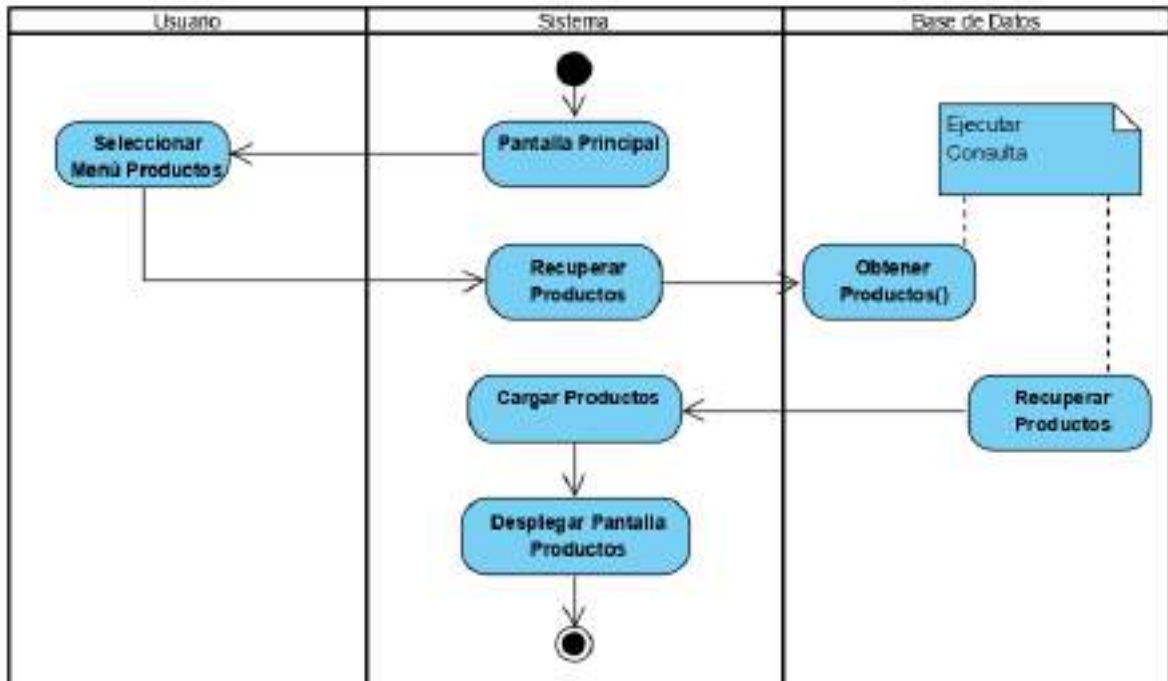 Usuario
Sistema
Base de Datos
Seleccionar
Menú Productos
Pantalla Principal
Ejecutar
Consulta
Recuperar
Productos
Obtener
Productos()
Cargar Productos
Recuperar
Productos
Desplegar Pantalla
Productos